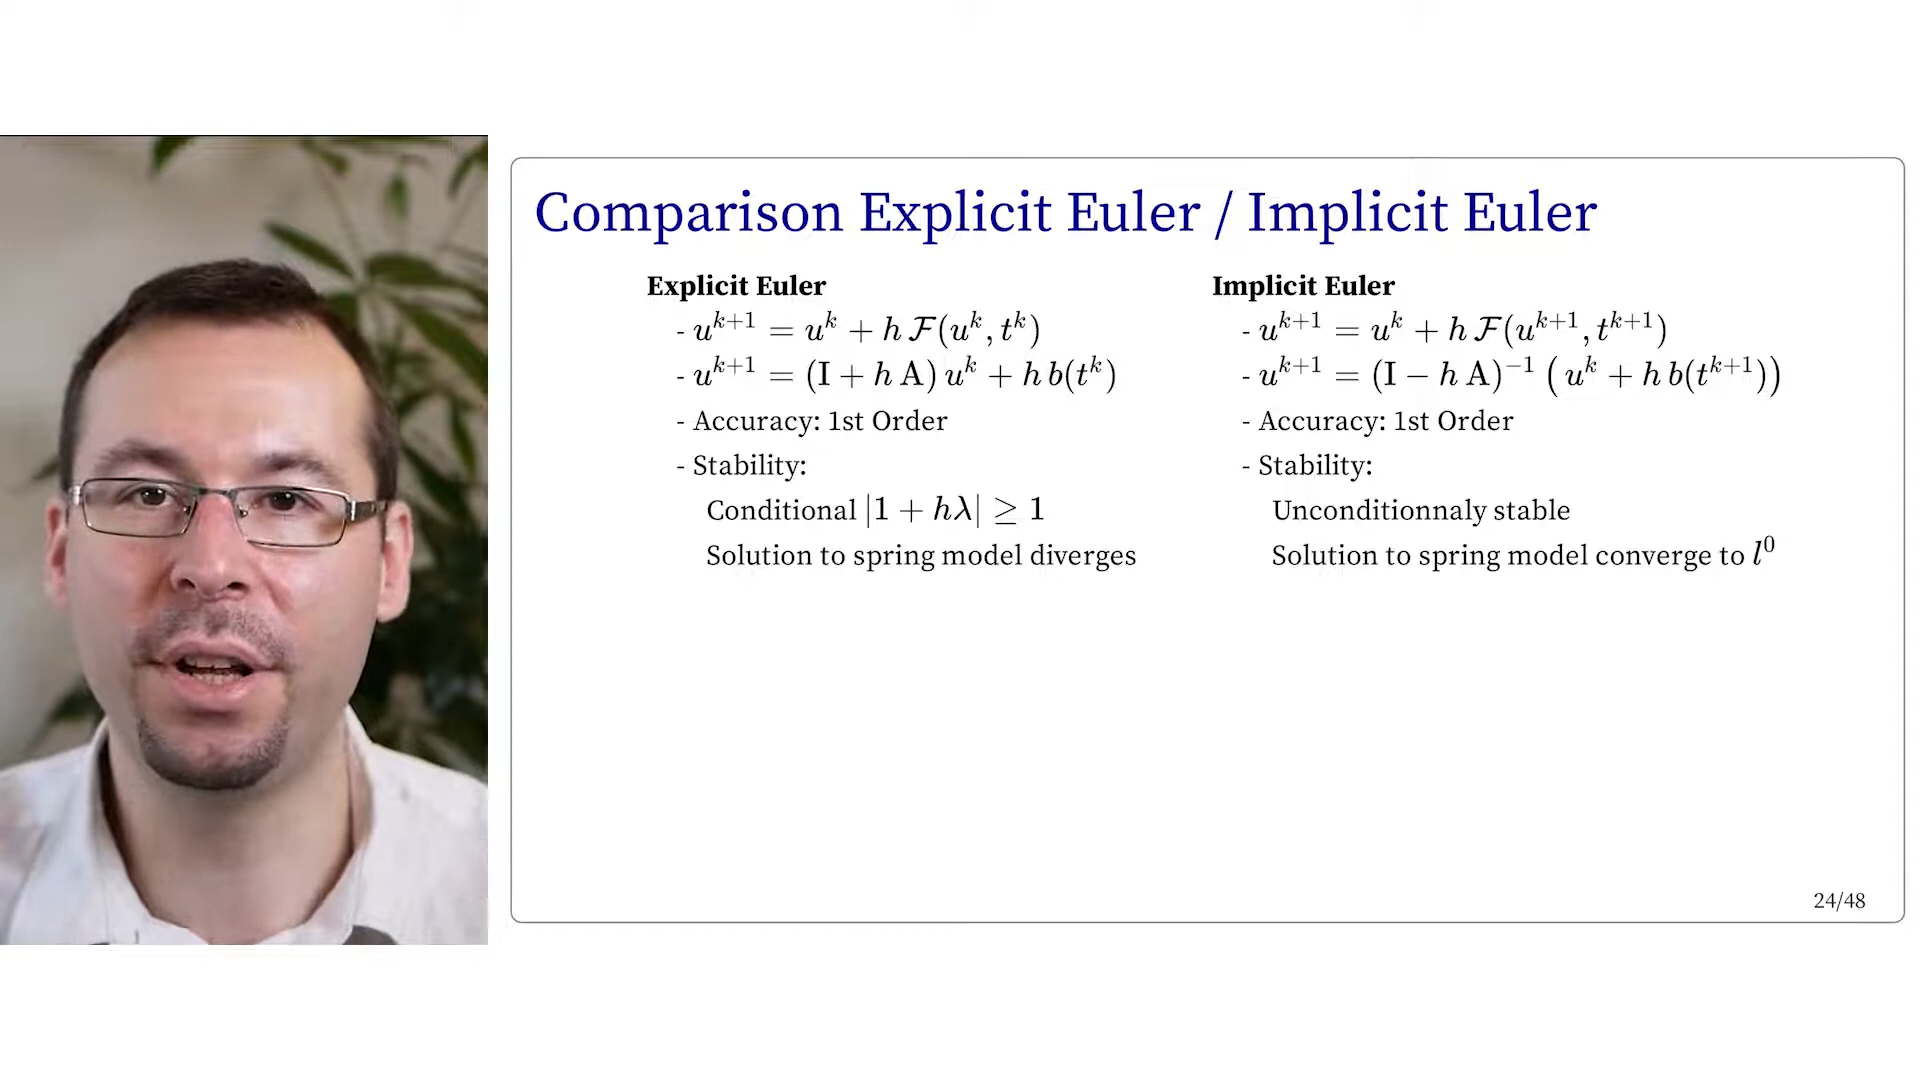 Comparison Explicit Euler / Implicit Euler
Explicit Euler
- u^{k+1} = u^k + h F(u^k, t^k)
- u^{k+1} = (I + h A) u^k + h b(t^k)
- Accuracy: 1st Order
- Stability:
Conditional |1 + hλ| ≥ 1
Solution to spring model diverges
Implicit Euler
- u^{k+1} = u^k + h F(u^{k+1}, t^{k+1})
- u^{k+1} = (I − h A)^{−1} (u^k + h b(t^{k+1}))
- Accuracy: 1st Order
- Stability:
Unconditionnaly stable
Solution to spring model converge to l^0
24/48